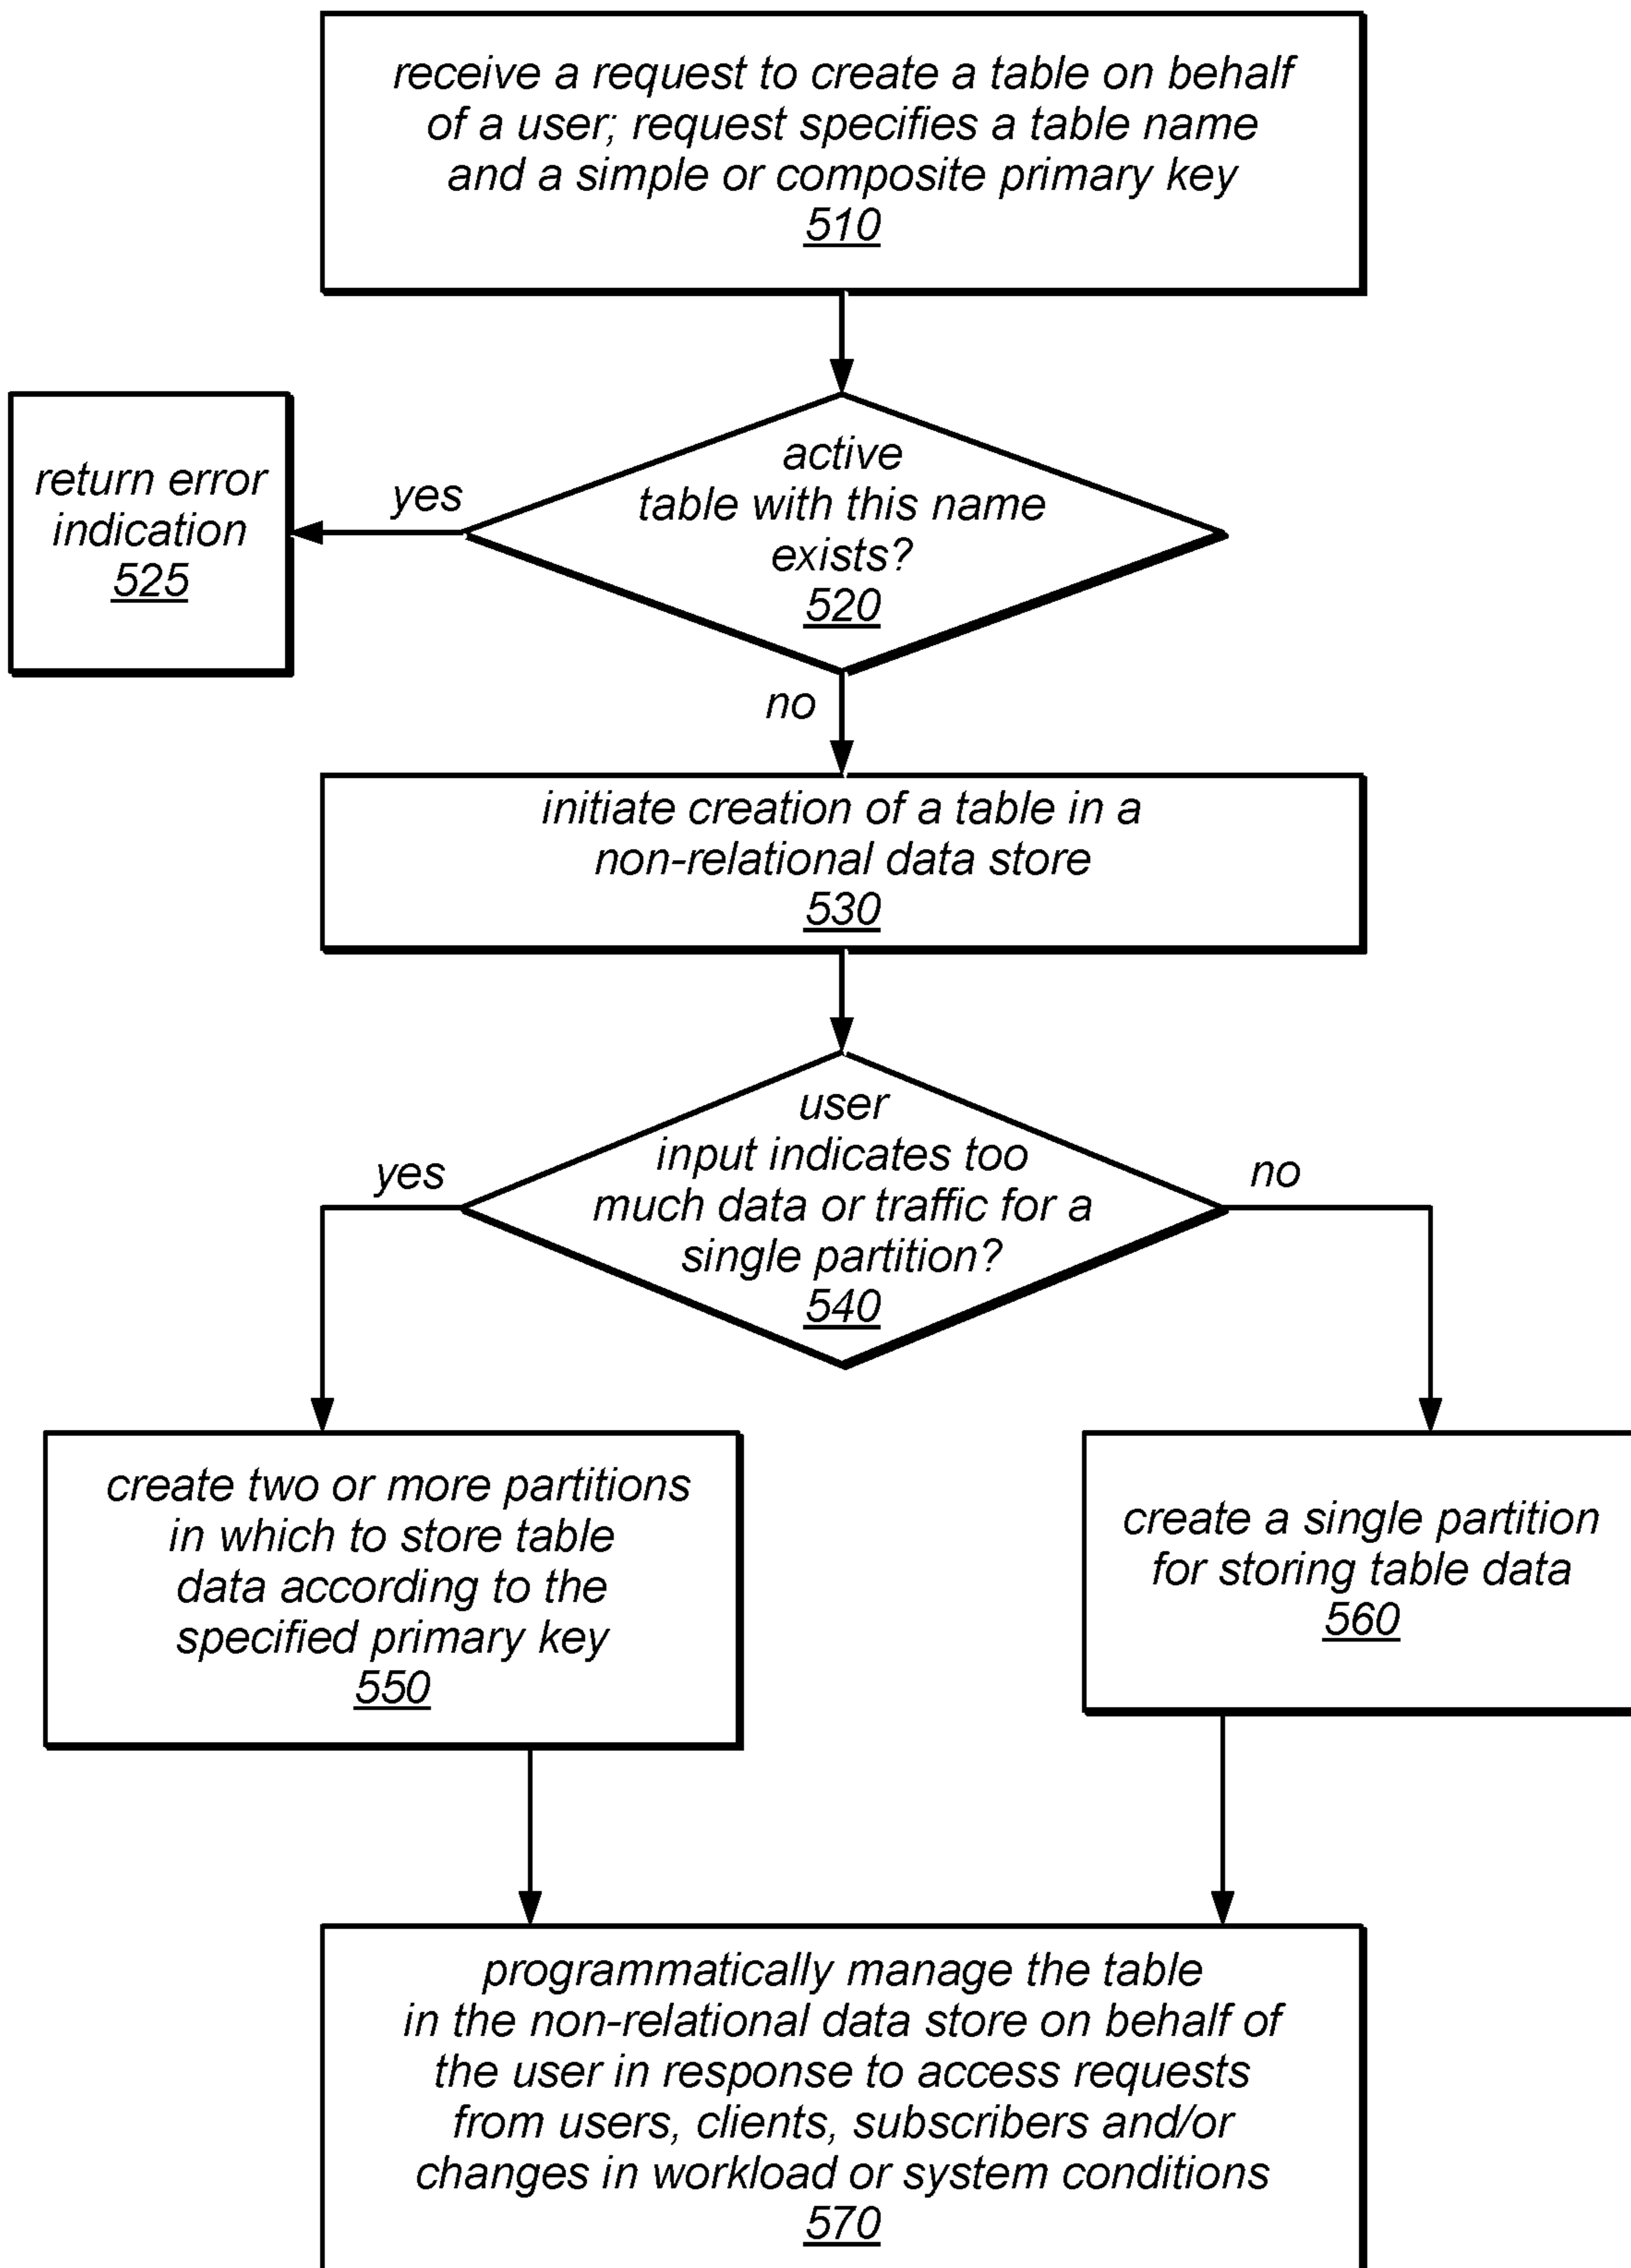 receive a request to create a table on behalf
of a user; request specifies a table name
and a simple or composite primary key
510
active
table with this name
exists?
520
yes
return error
indication
525
no
initiate creation of a table in a
non-relational data store
530
user
input indicates too
much data or traffic for a
single partition?
540
yes
no
create two or more partitions
in which to store table
data according to the
specified primary key
550
create a single partition
for storing table data
560
programmatically manage the table
in the non-relational data store on behalf of
the user in response to access requests
from users, clients, subscribers and/or
changes in workload or system conditions
570